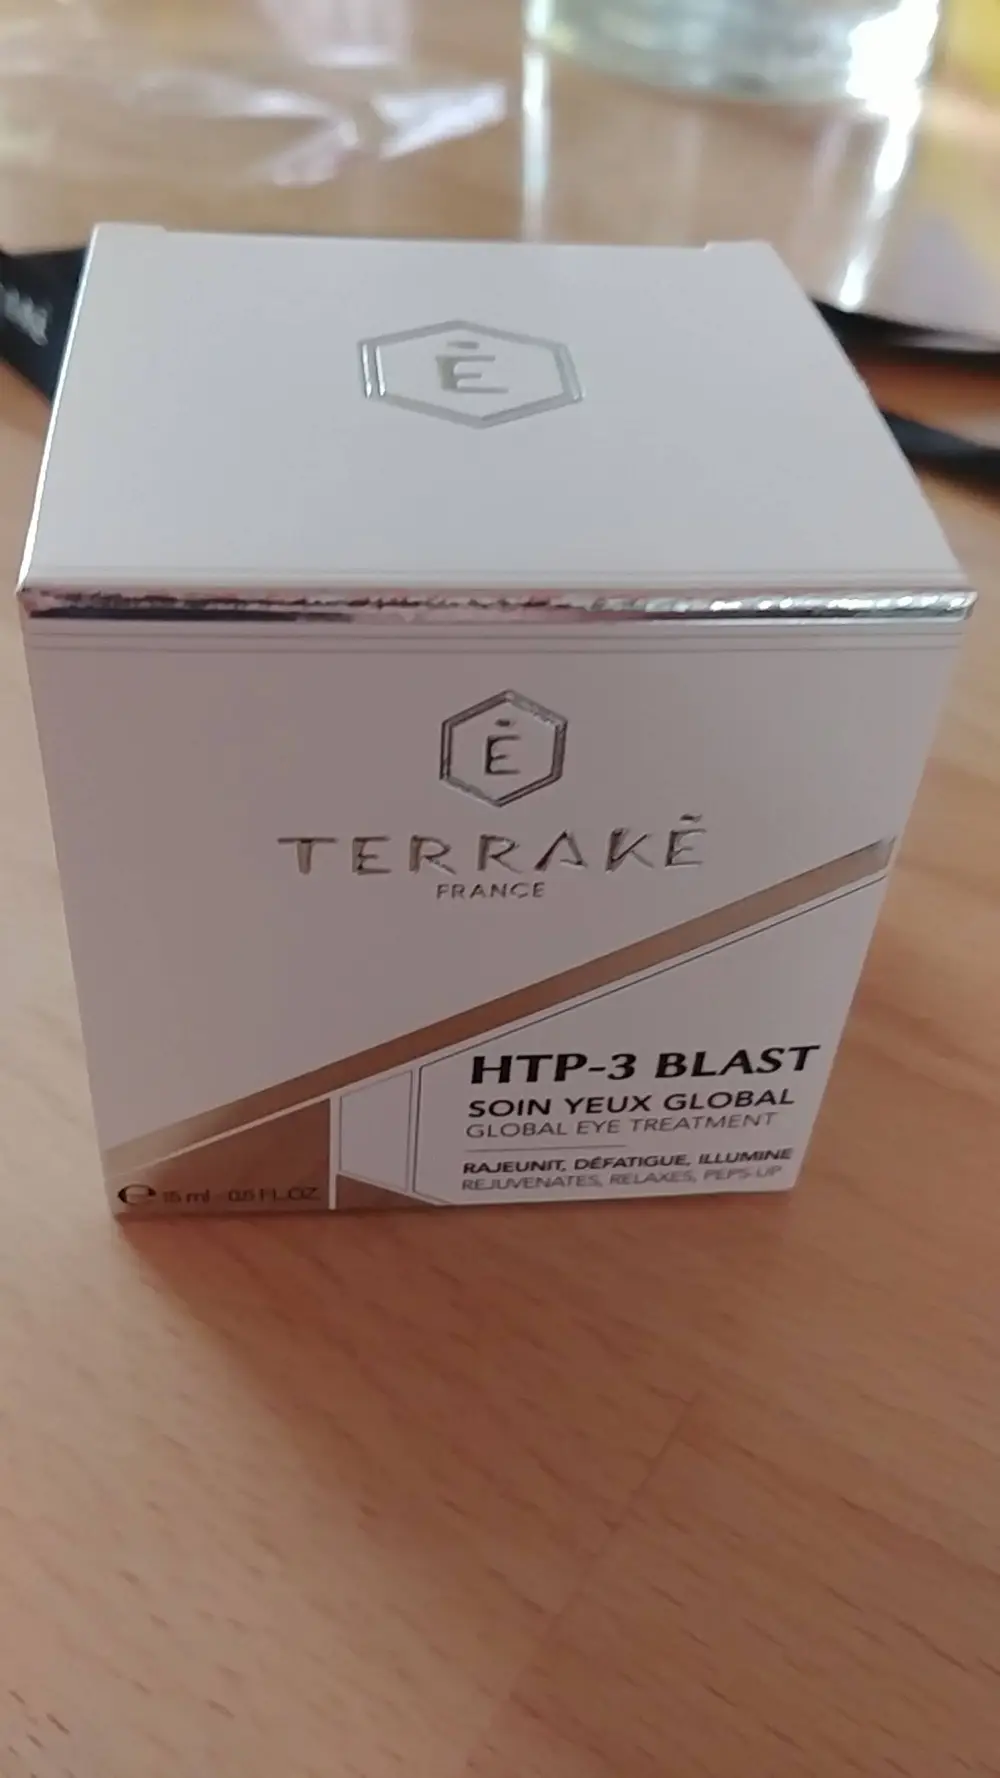 Ė
Ė
TERRAKĒ
FRANCE
HTP-3 BLAST
SOIN YEUX GLOBAL
GLOBAL EYE TREATMENT
RAJEUNIT, DÉFATIGUE, ILLUMINE
REJUVENATES, RELAXES, PEPS UP
℮ 15 ml - 0.5 FL.OZ